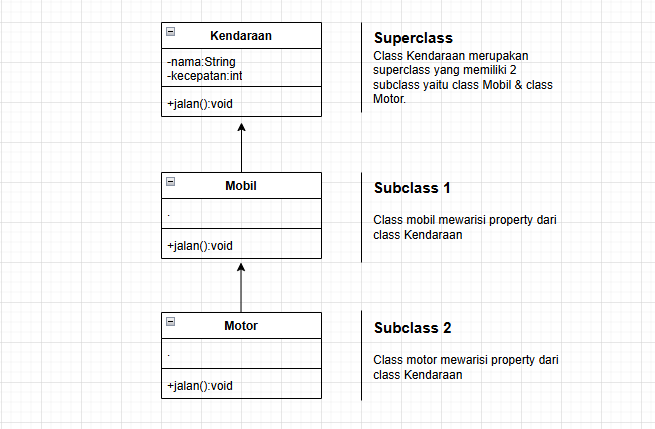 Kendaraan
-nama:String
-kecepatan:int
+jalan():void
Superclass
Class Kendaraan merupakan
superclass yang memiliki 2
subclass yaitu class Mobil & class
Motor.
Mobil
.
+jalan():void
Subclass 1
Class mobil mewarisi property dari
class Kendaraan
Motor
.
+jalan():void
Subclass 2
Class motor mewarisi property dari
class Kendaraan